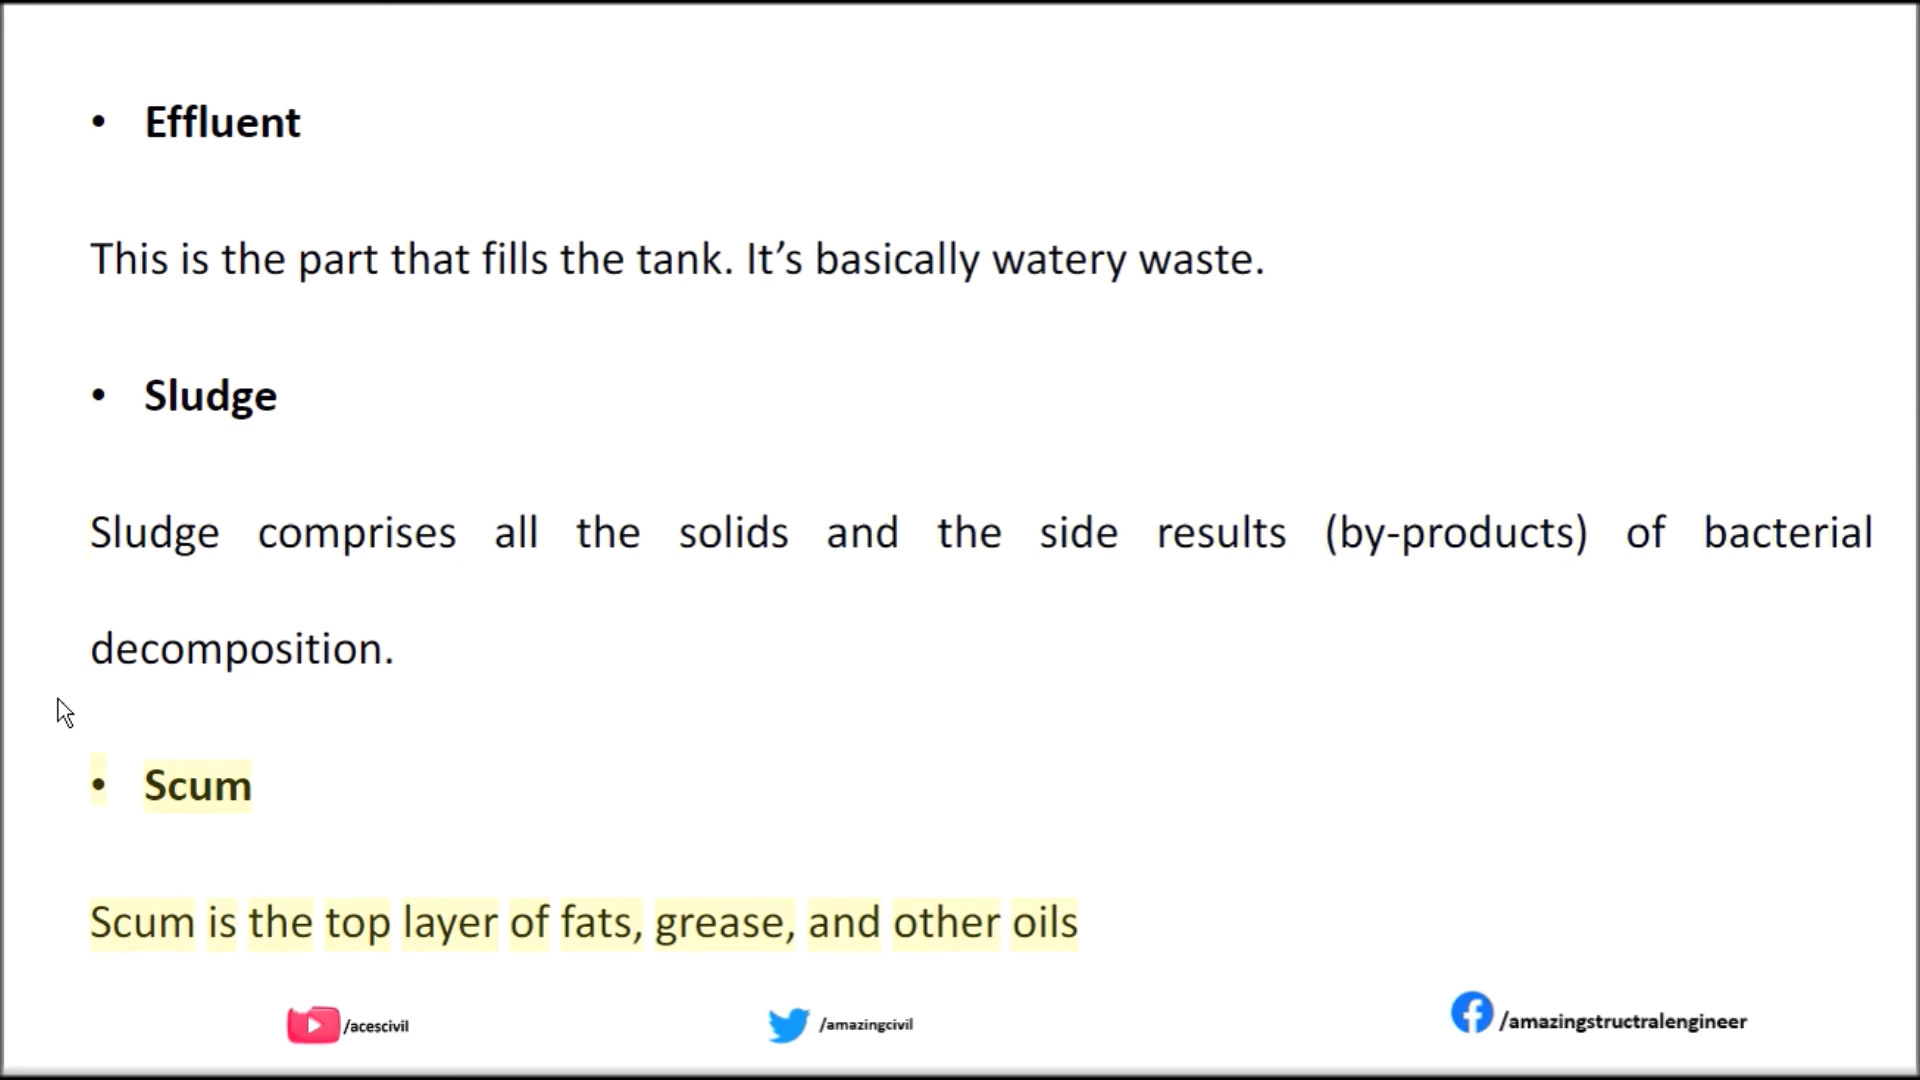 • Effluent
This is the part that fills the tank. It’s basically watery waste.
• Sludge
Sludge comprises all the solids and the side results (by-products) of bacterial
decomposition.
• Scum
Scum is the top layer of fats, grease, and other oils
/acescivil
/amazingcivil
/amazingstructralengineer